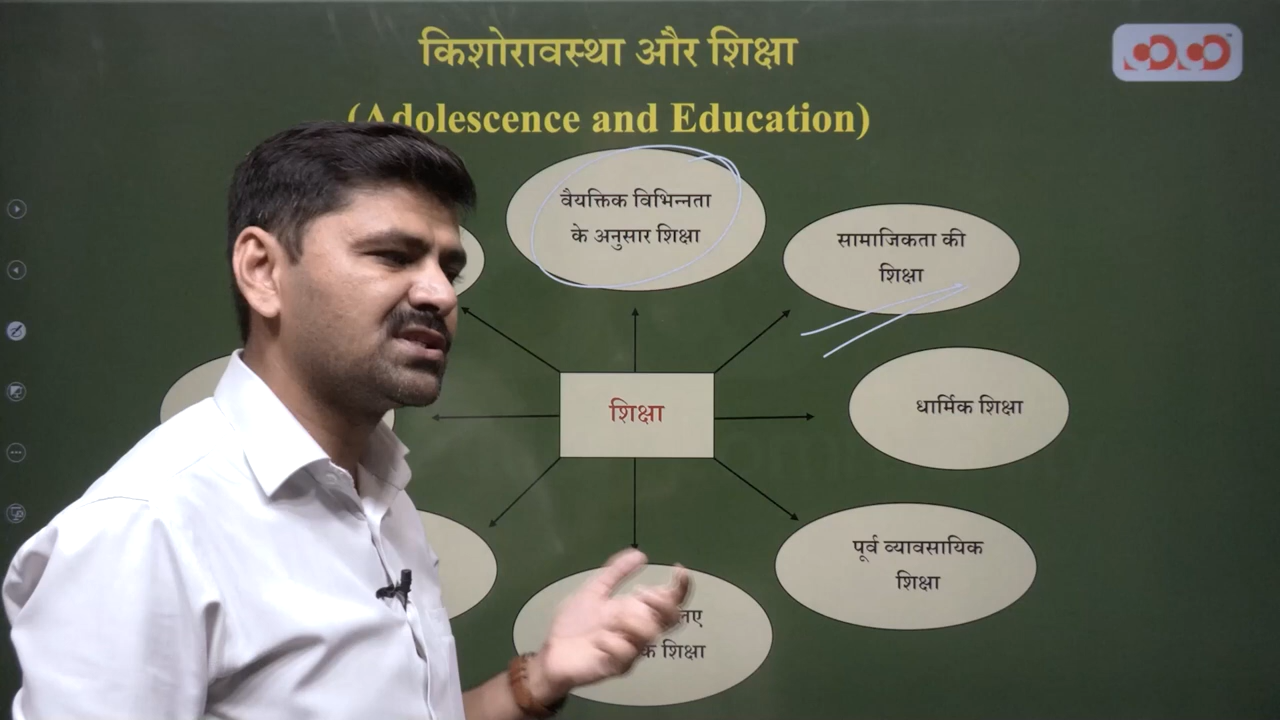 किशोरावस्था और शिक्षा
(Adolescence and Education)
वैयक्तिक विभिन्नता
के अनुसार शिक्षा
सामाजिकता की
शिक्षा
शिक्षा
धार्मिक शिक्षा
पूर्व व्यावसायिक
शिक्षा
शिक्षा